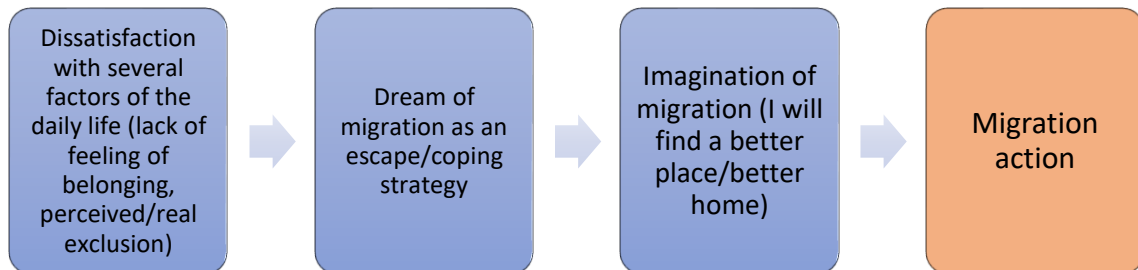 Dissatisfaction
with several
factors of the
daily life (lack of
feeling of
belonging,
perceived/real
exclusion)
Dream of
migration as an
escape/coping
strategy
Imagination of
migration (I will
find a better
place/better
home)
Migration
action